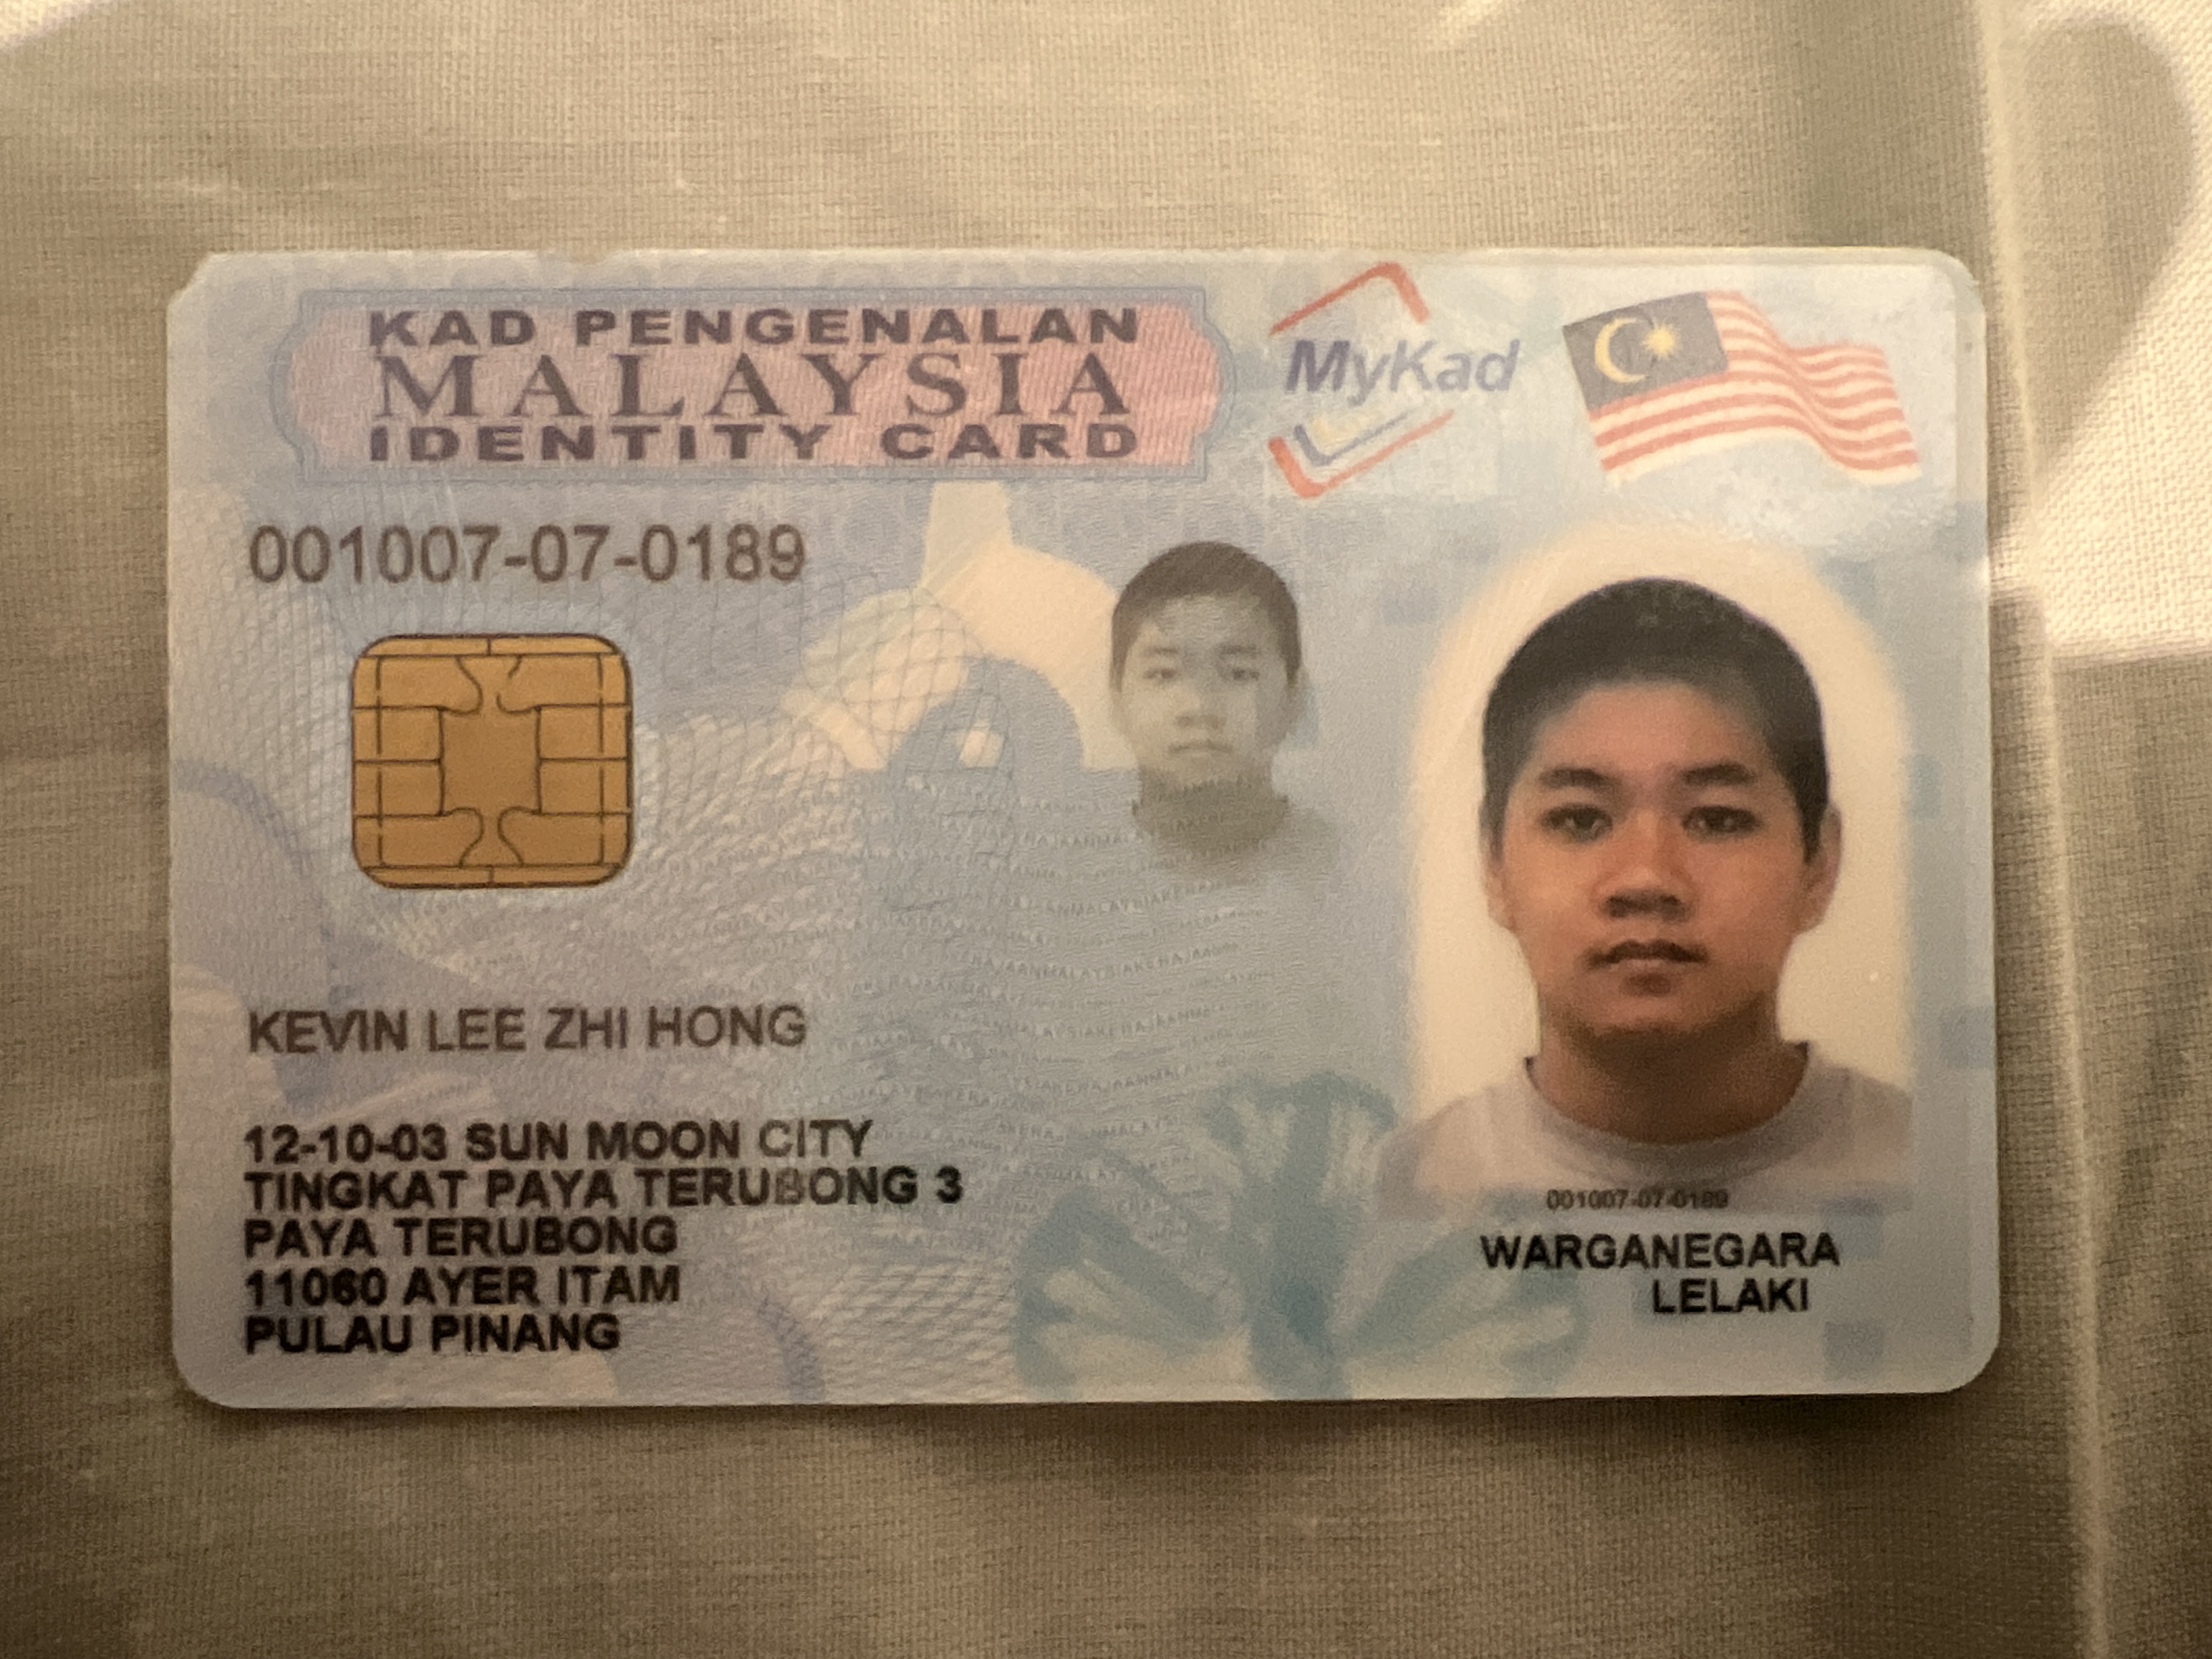 KAD PENGENALAN
MALAYSIA
IDENTITY CARD
MyKad
001007-07-0189
KEVIN LEE ZHI HONG
12-10-03 SUN MOON CITY
TINGKAT PAYA TERUBONG 3
PAYA TERUBONG
11060 AYER ITAM
PULAU PINANG
001007-07-0189
WARGANEGARA
LELAKI